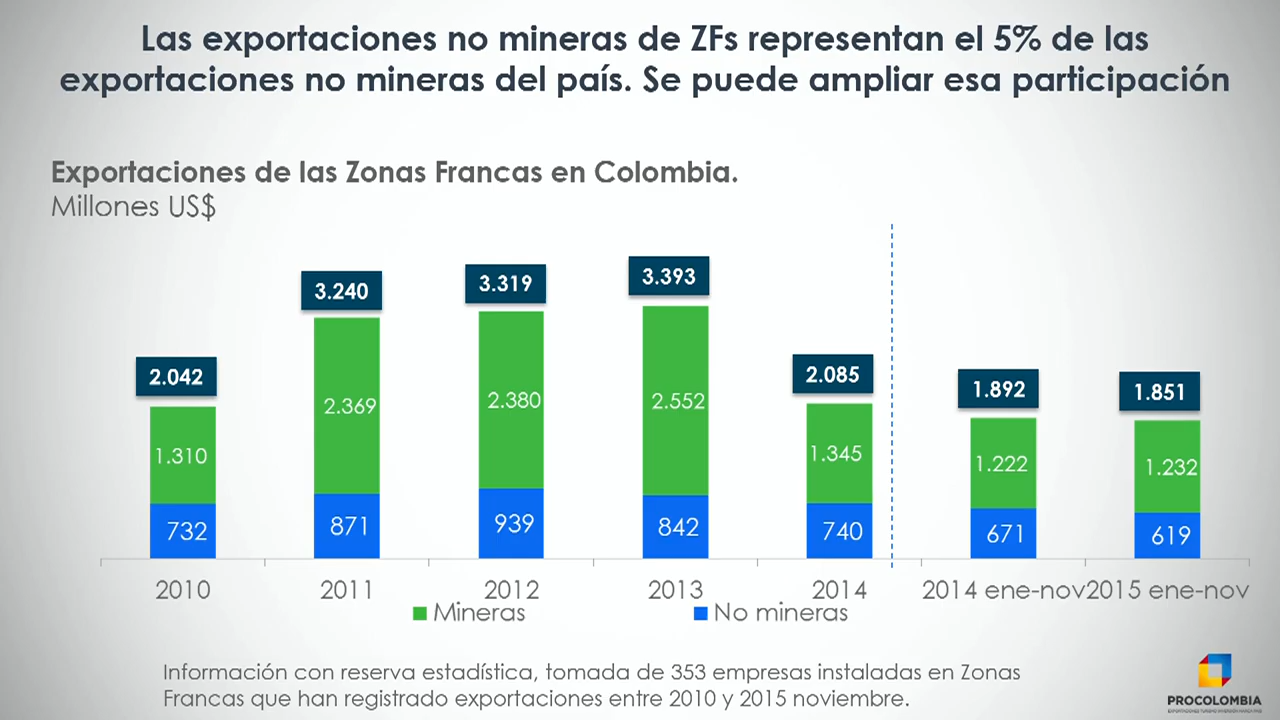 Las exportaciones no mineras de ZFs representan el 5% de las
exportaciones no mineras del país. Se puede ampliar esa participación
Exportaciones de las Zonas Francas en Colombia.
Millones US$
2.042
3.240
3.319
3.393
2.085
1.892
1.851
1.310
2.369
2.380
2.552
1.345
1.222
1.232
732
871
939
842
740
671
619
2010
2011
2012
2013
2014
2014 ene-nov
2015 ene-nov
Mineras
No mineras
Información con reserva estadística, tomada de 353 empresas instaladas en Zonas
Francas que han registrado exportaciones entre 2010 y 2015 noviembre.
PROCOLOMBIA